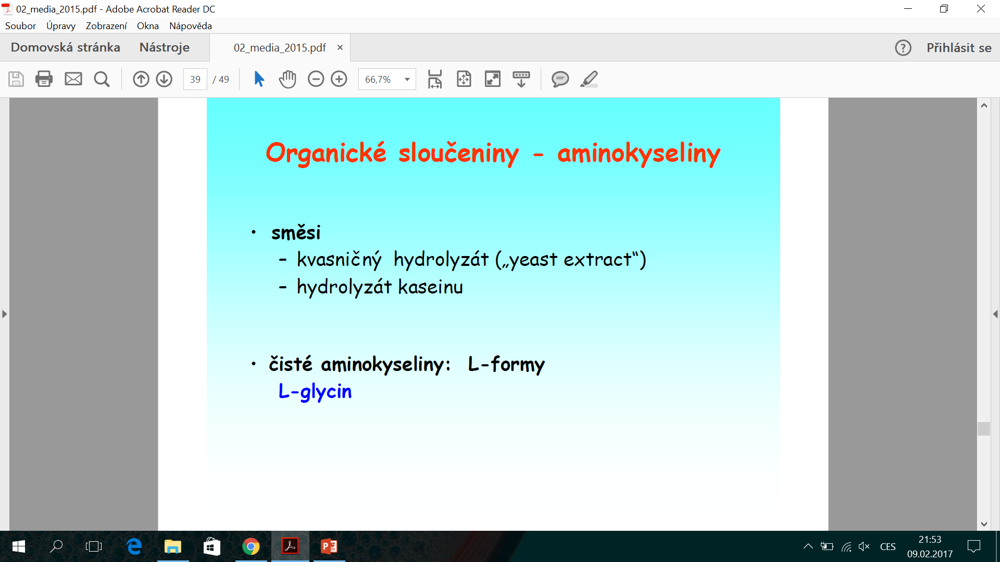 02_media_2015.pdf - Adobe Acrobat Reader DC
Soubor Úpravy Zobrazení Okna Nápověda
Domovská stránka Nástroje 02_media_2015.pdf × ? Přihlásit se
39 / 49 66,7%
Organické sloučeniny - aminokyseliny
• směsi
– kvasničný hydrolyzát („yeast extract“)
– hydrolyzát kaseinu
• čisté aminokyseliny: L-formy
L-glycin
21:53
CES
09.02.2017